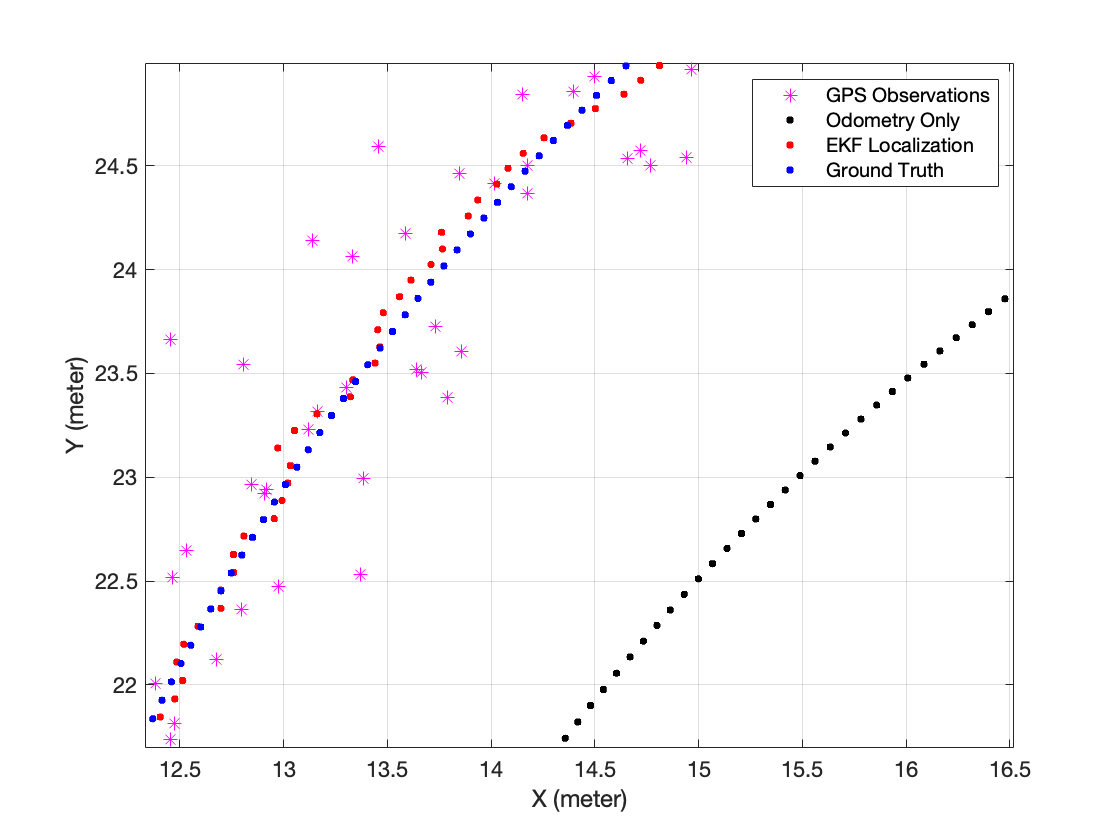 GPS Observations
Odometry Only
EKF Localization
Ground Truth
24.5
24
23.5
23
22.5
22
Y (meter)
12.5 13 13.5 14 14.5 15 15.5 16 16.5
X (meter)